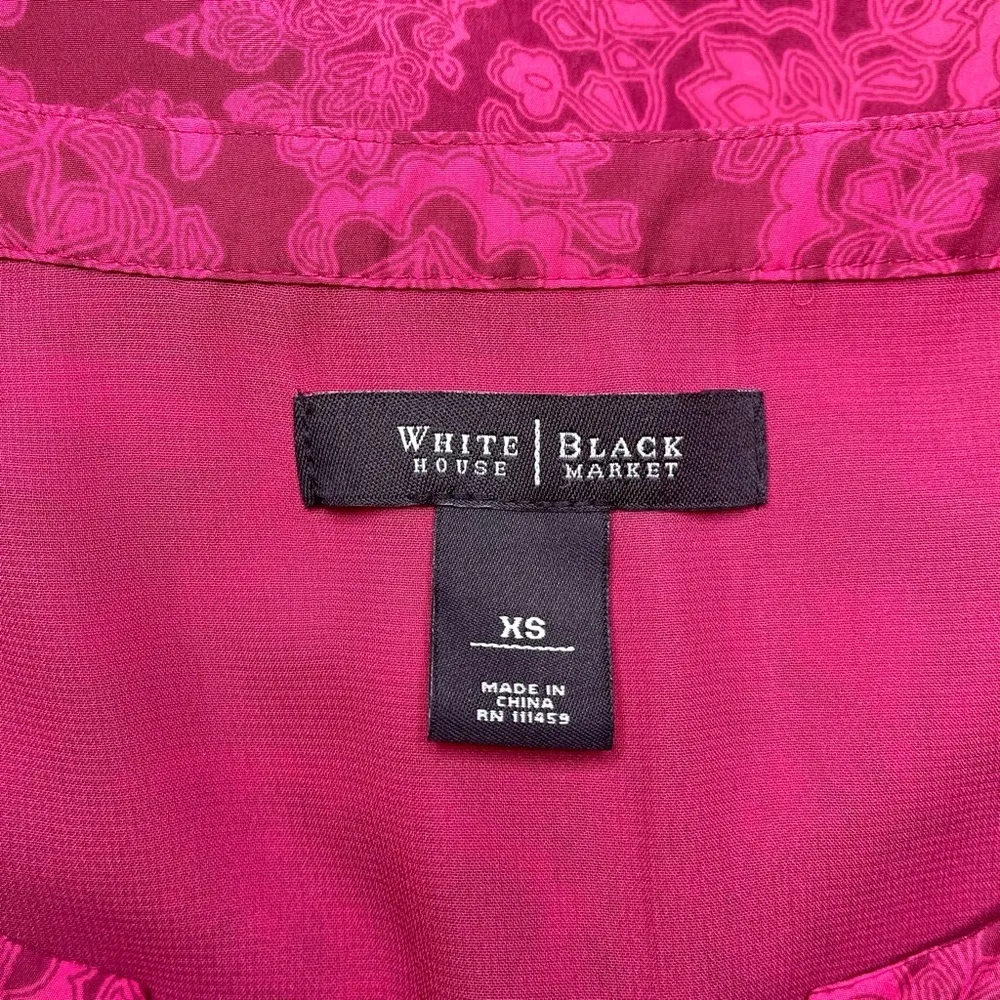 WHITE | BLACK
HOUSE | MARKET
XS
MADE IN
CHINA
RN 111459